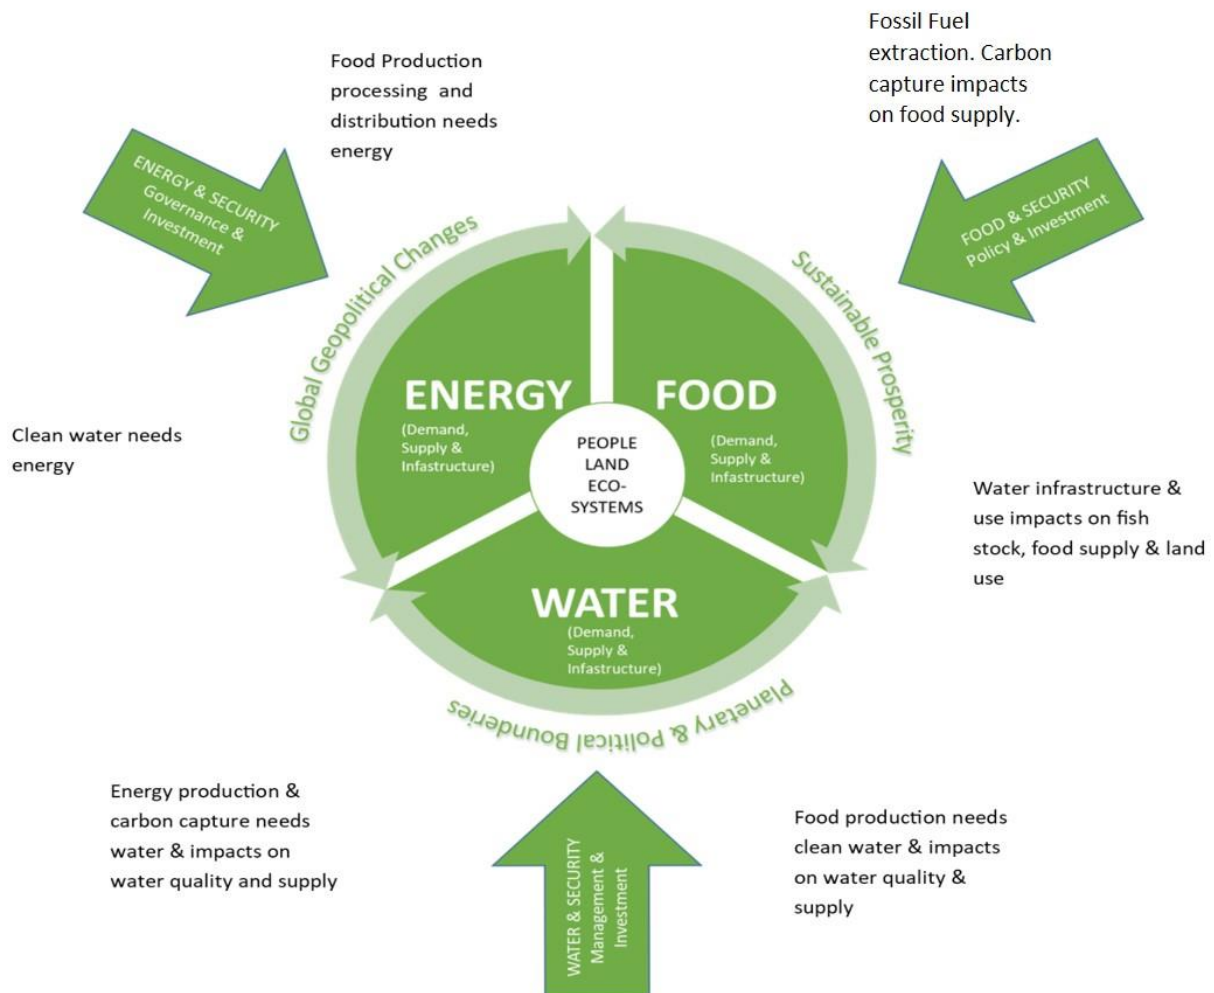 Fossil Fuel
extraction. Carbon
capture impacts
on food supply.
Food Production
processing and
distribution needs
energy
ENERGY & SECURITY
Governance &
Investment
FOOD & SECURITY
Policy & Investment
Global Geopolitical Changes
Sustainable Prosperity
ENERGY
(Demand,
Supply &
Infastructure)
FOOD
(Demand,
Supply &
Infastructure)
PEOPLE
LAND
ECO-
SYSTEMS
Clean water needs
energy
Water infrastructure &
use impacts on fish
stock, food supply & land
use
WATER
(Demand,
Supply &
Infastructure)
Planetary & Political Bounderies
Energy production &
carbon capture needs
water & impacts on
water quality and supply
WATER & SECURITY
Management &
Investment
Food production needs
clean water & impacts
on water quality &
supply